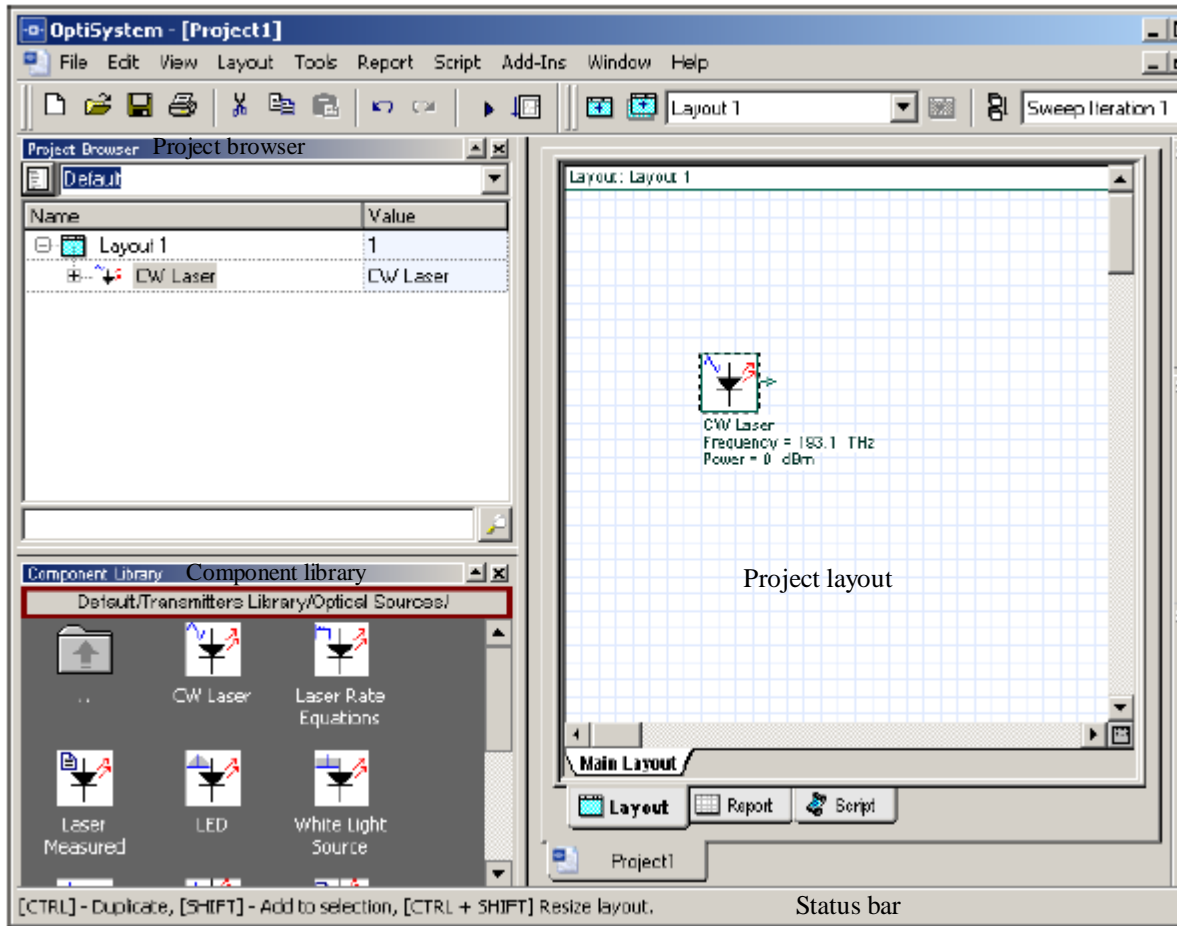 OptiSystem - [Project1]
File Edit View Layout Tools Report Script Add-Ins Window Help
Layout 1
Sweep Iteration 1
Project Browser Project browser
Default
Name Value
Layout 1 1
CW Laser CW Laser
Layout: Layout 1
CW Laser
Frequency = 193.1 THz
Power = 0 dBm
Project layout
Component Library Component library
Default/Transmitters Library/Optical Sources/
..
CW Laser
Laser Rate
Equations
Laser
Measured
LED
White Light
Source
Main Layout
Layout Report Script
Project1
[CTRL] - Duplicate, [SHIFT] - Add to selection, [CTRL + SHIFT] Resize layout. Status bar